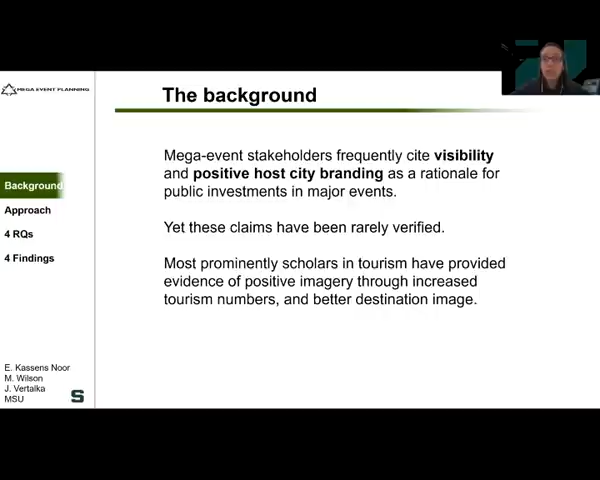 MEGA EVENT PLANNING
The background
Mega-event stakeholders frequently cite visibility
and positive host city branding as a rationale for
public investments in major events.
Yet these claims have been rarely verified.
Most prominently scholars in tourism have provided
evidence of positive imagery through increased
tourism numbers, and better destination image.
Background
Approach
4 RQs
4 Findings
E. Kassens Noor
M. Wilson
J. Vertalka
MSU
S